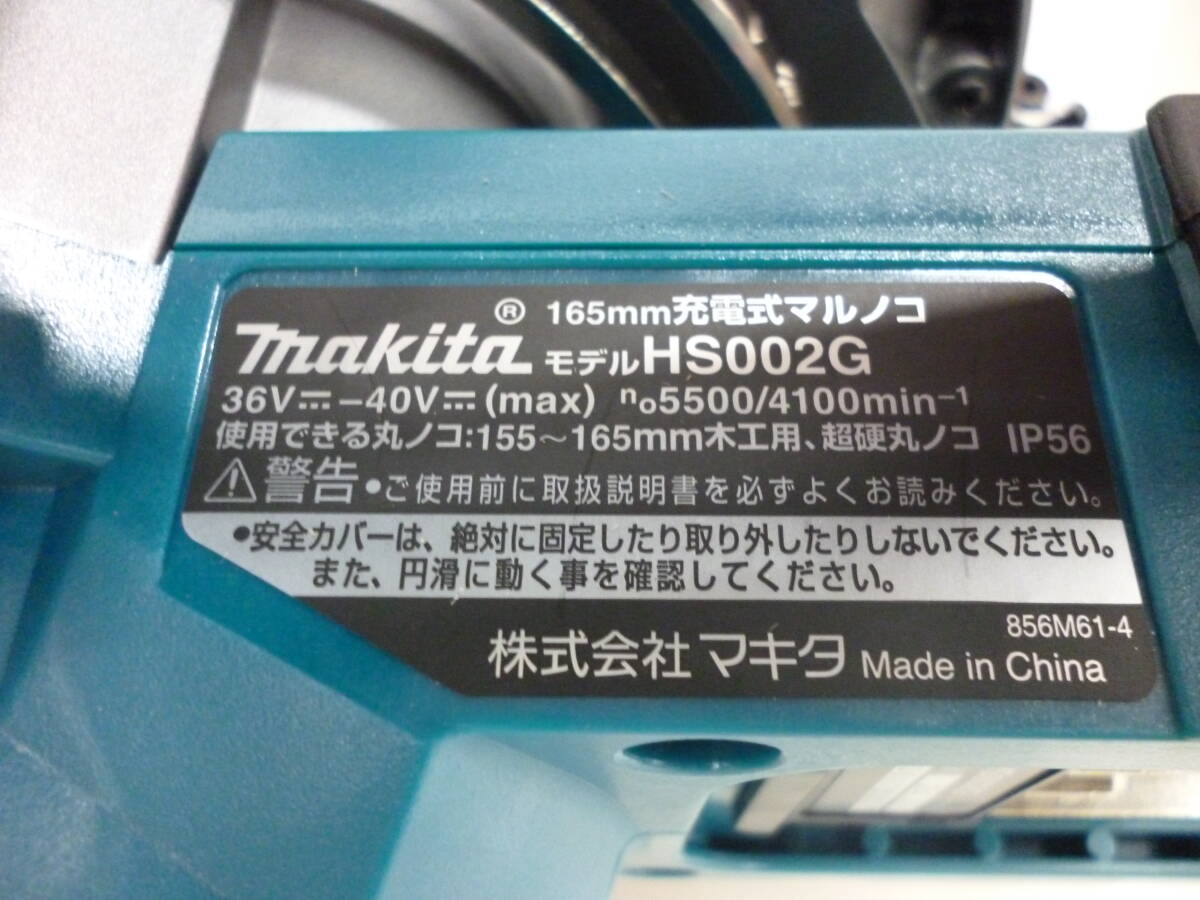 ® 165mm充電式マルノコ
makita モデルHS002G
36V⎓-40V⎓(max) n₀5500/4100min⁻¹
使用できる丸ノコ:155～165mm木工用、超硬丸ノコ IP56
⚠警告 •ご使用前に取扱説明書を必ずよくお読みください。
•安全カバーは、絶対に固定したり取り外したりしないでください。
また、円滑に動く事を確認してください。
856M61-4
株式会社マキタ Made in China